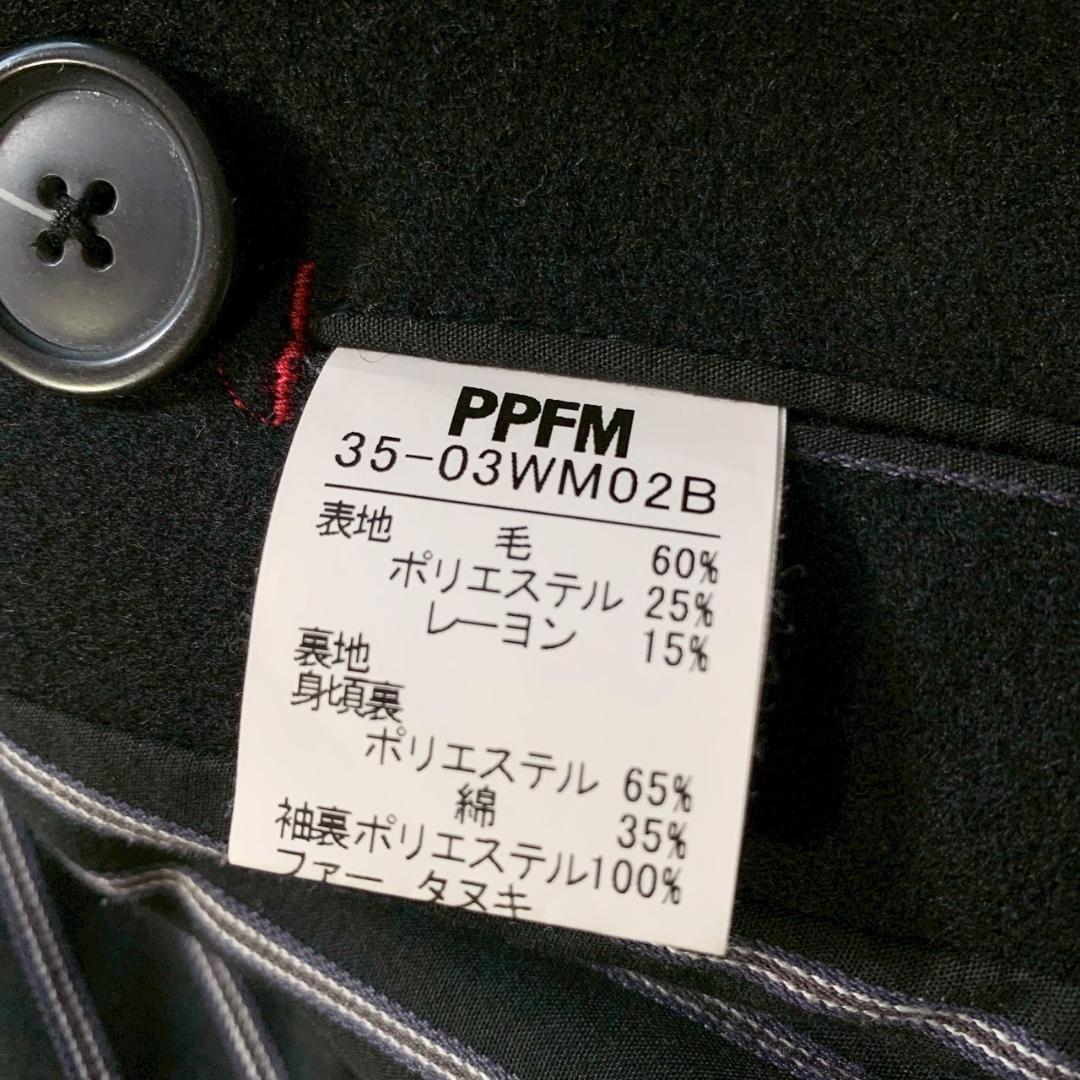 PPFM
35-03WM02B
表地 毛 60%
ポリエステル 25%
レーヨン 15%
裏地
身頃裏
ポリエステル 65%
綿 35%
袖裏ポリエステル100%
ファー タヌキ